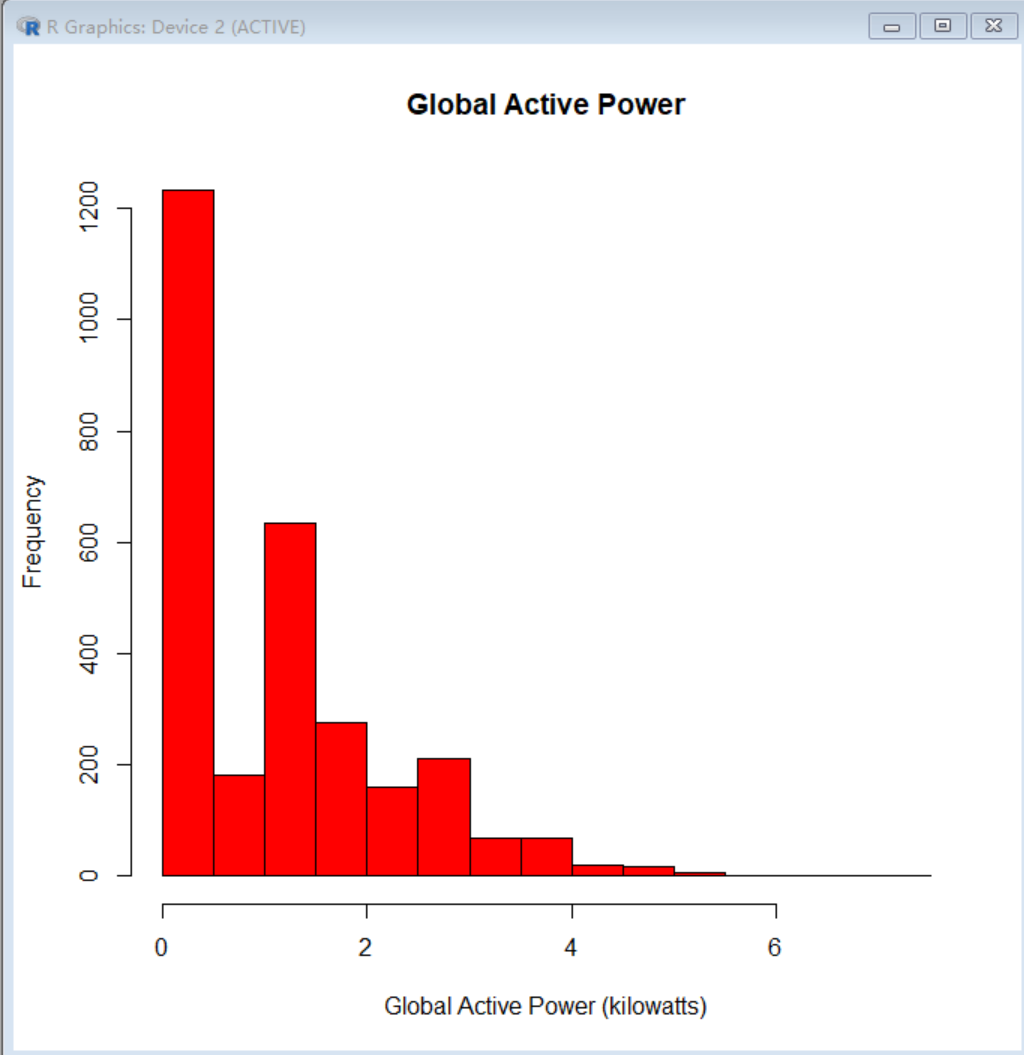 R Graphics: Device 2 (ACTIVE)
Global Active Power
1200
1000
800
600
400
200
0
Frequency
0 2 4 6
Global Active Power (kilowatts)